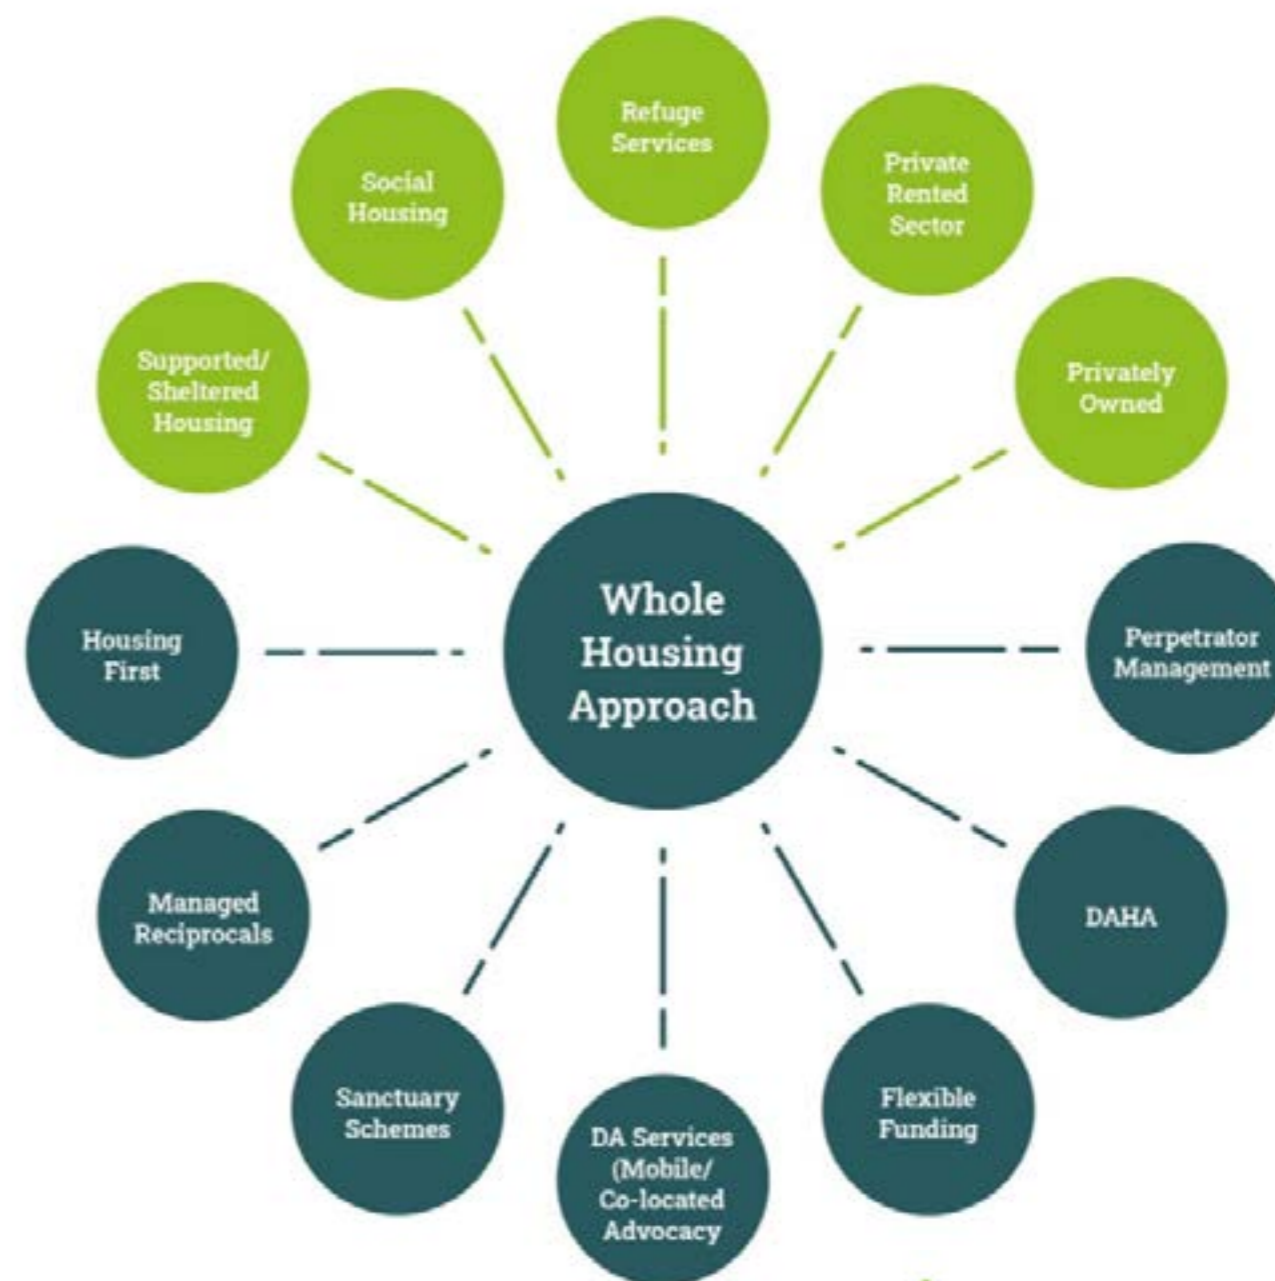 Refuge
Services
Private
Rented
Sector
Social
Housing
Privately
Owned
Supported/
Sheltered
Housing
Whole
Housing
Approach
Perpetrator
Management
Housing
First
DAHA
Managed
Reciprocals
Flexible
Funding
Sanctuary
Schemes
DA Services
(Mobile/
Co-located
Advocacy